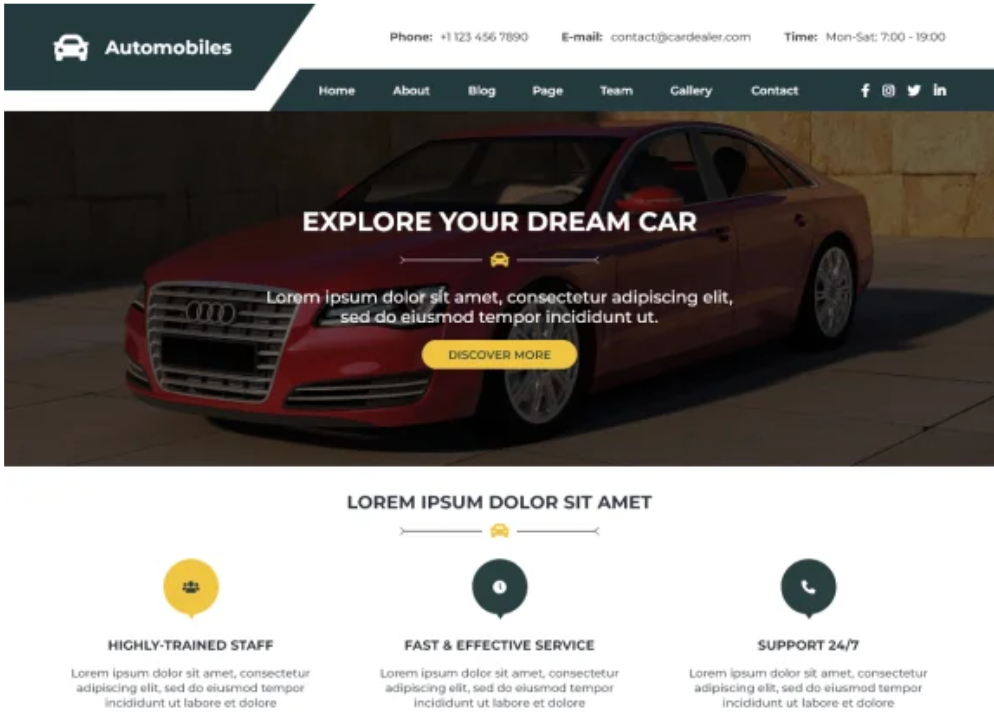 Automobiles
Phone: +1 123 456 7890 E-mail: contact@cardealer.com Time: Mon-Sat: 7:00 - 19:00
Home About Blog Page Team Gallery Contact
EXPLORE YOUR DREAM CAR
Lorem ipsum dolor sit amet, consectetur adipiscing elit,
sed do eiusmod tempor incididunt ut.
DISCOVER MORE
LOREM IPSUM DOLOR SIT AMET
HIGHLY-TRAINED STAFF
Lorem ipsum dolor sit amet, consectetur
adipiscing elit, sed do eiusmod tempor
incididunt ut labore et dolore
FAST & EFFECTIVE SERVICE
Lorem ipsum dolor sit amet, consectetur
adipiscing elit, sed do eiusmod tempor
incididunt ut labore et dolore
SUPPORT 24/7
Lorem ipsum dolor sit amet, consectetur
adipiscing elit, sed do eiusmod tempor
incididunt ut labore et dolore